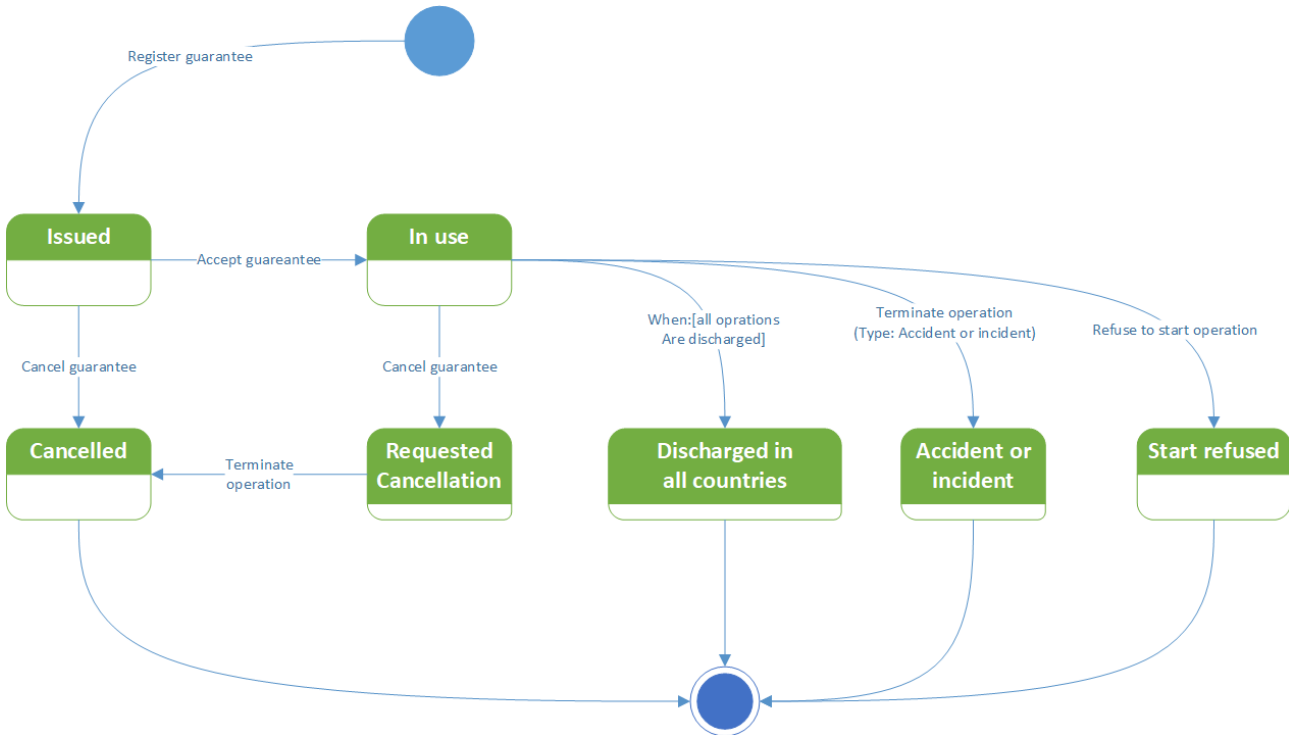 Register guarantee
Issued
In use
Accept guareantee
When:[all oprations
Are discharged]
Terminate operation
(Type: Accident or incident)
Refuse to start operation
Cancel guarantee
Cancel guarantee
Cancelled
Requested
Cancellation
Discharged in
all countries
Accident or
incident
Start refused
Terminate
operation